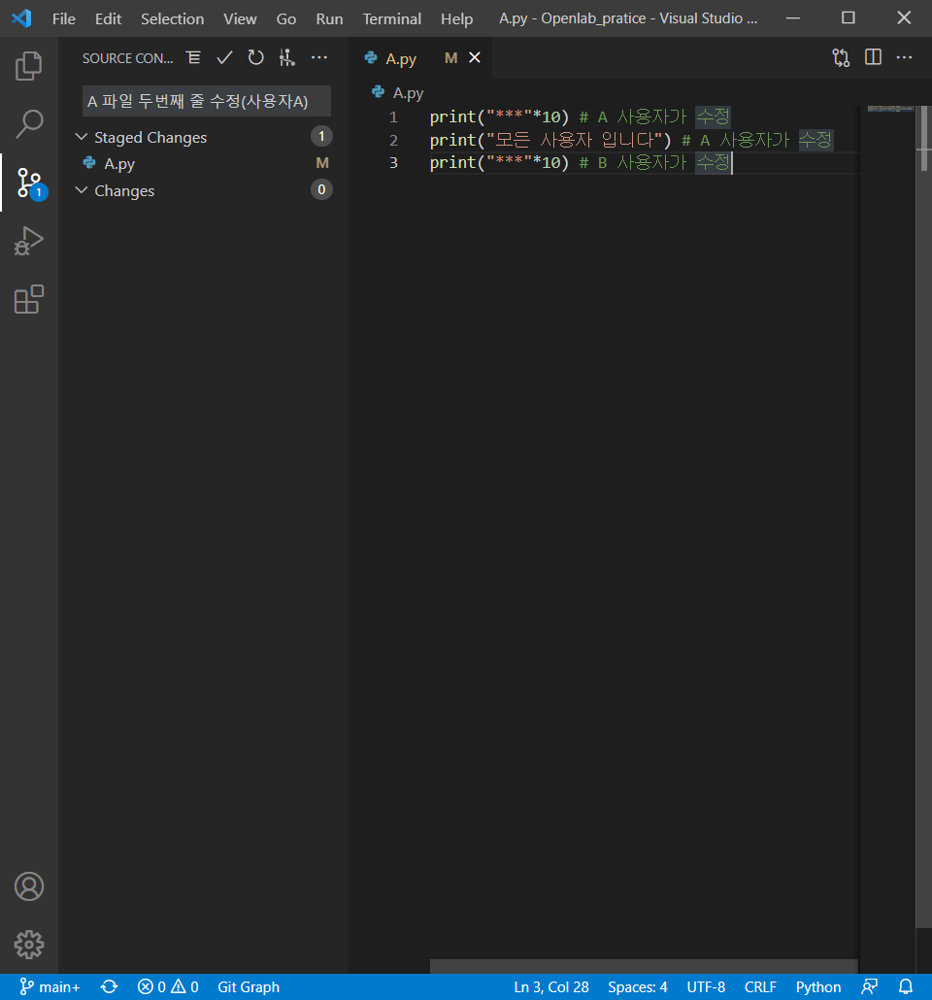 File Edit Selection View Go Run Terminal Help A.py - Openlab_pratice - Visual Studio ...
SOURCE CON...
A 파일 두번째 줄 수정(사용자A)
Staged Changes 1
A.py M
Changes 0
1
A.py M
A.py
1 print("***"*10) # A 사용자가 수정
2 print("모든 사용자 입니다") # A 사용자가 수정
3 print("***"*10) # B 사용자가 수정
main+ 0 0 Git Graph Ln 3, Col 28 Spaces: 4 UTF-8 CRLF Python